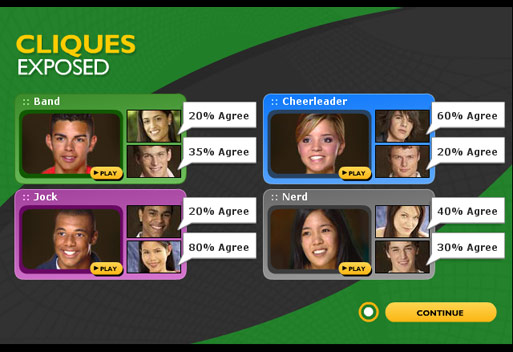 CLIQUES
EXPOSED
:: Band
20% Agree
35% Agree
PLAY
:: Cheerleader
60% Agree
20% Agree
PLAY
:: Jock
20% Agree
80% Agree
PLAY
:: Nerd
40% Agree
30% Agree
PLAY
CONTINUE